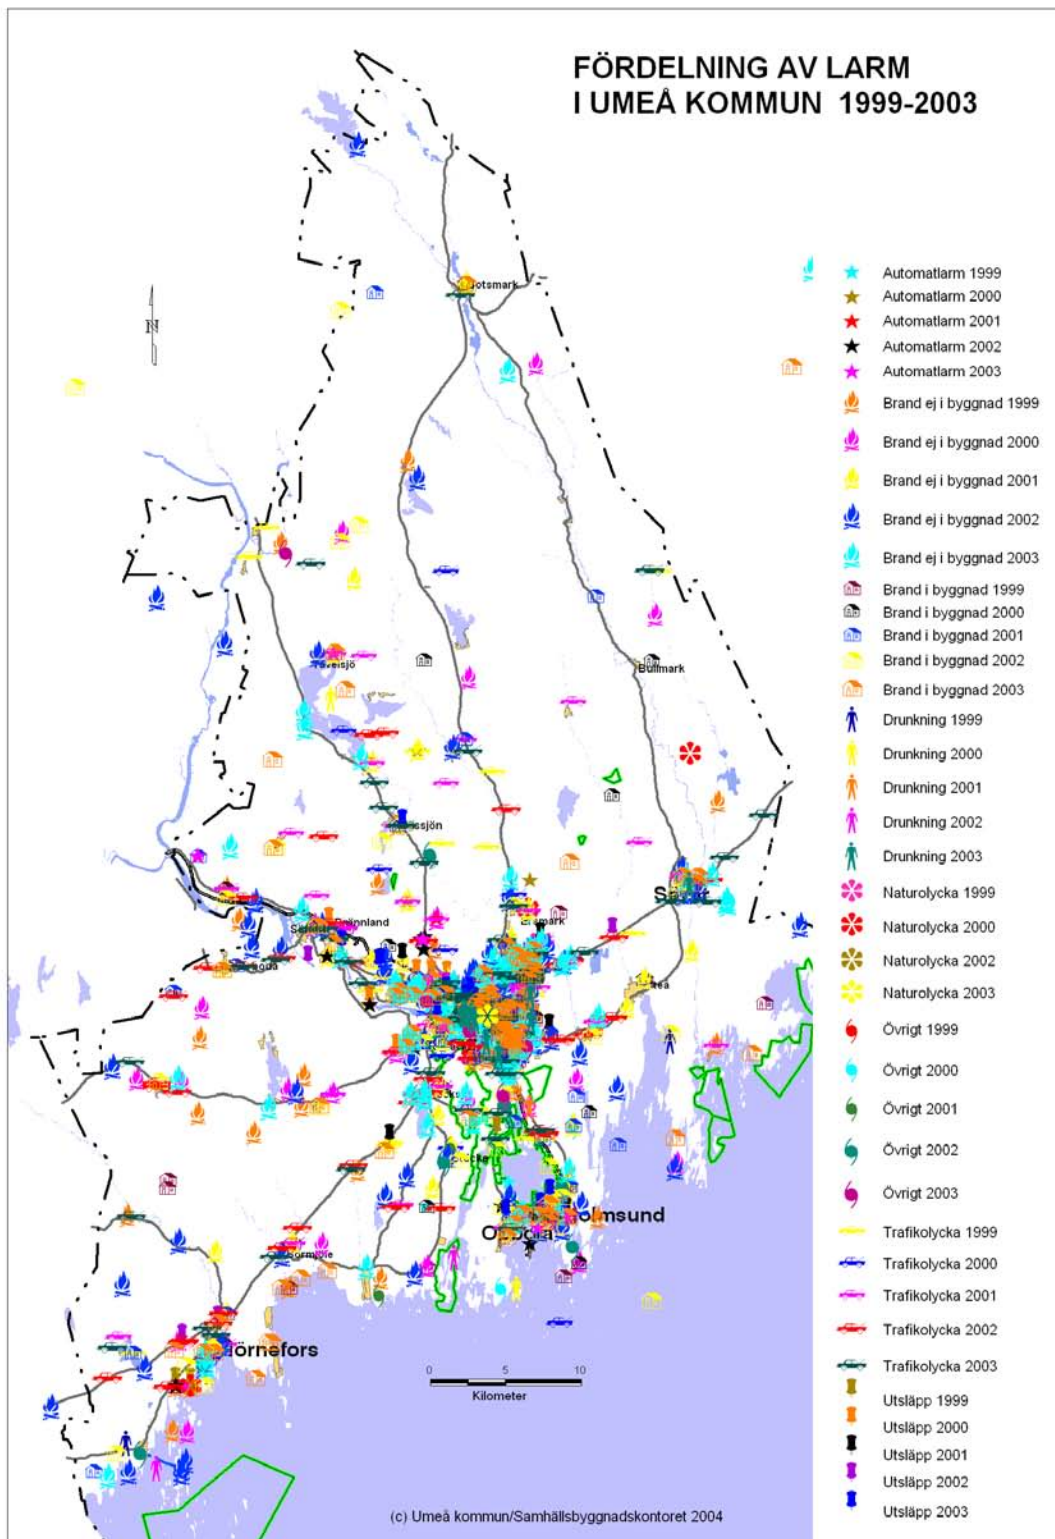 FÖRDELNING AV LARM
I UMEÅ KOMMUN 1999-2003
N
Automatlarm 1999
Automatlarm 2000
Automatlarm 2001
Automatlarm 2002
Automatlarm 2003
Brand ej i byggnad 1999
Brand ej i byggnad 2000
Brand ej i byggnad 2001
Brand ej i byggnad 2002
Brand ej i byggnad 2003
Brand i byggnad 1999
Brand i byggnad 2000
Brand i byggnad 2001
Brand i byggnad 2002
Brand i byggnad 2003
Drunkning 1999
Drunkning 2000
Drunkning 2001
Drunkning 2002
Drunkning 2003
Naturolycka 1999
Naturolycka 2000
Naturolycka 2002
Naturolycka 2003
Övrigt 1999
Övrigt 2000
Övrigt 2001
Övrigt 2002
Övrigt 2003
Trafikolycka 1999
Trafikolycka 2000
Trafikolycka 2001
Trafikolycka 2002
Trafikolycka 2003
Utsläpp 1999
Utsläpp 2000
Utsläpp 2001
Utsläpp 2002
Utsläpp 2003
otsmark
Bullmark
olmsund
örnefors
0 5 10
Kilometer
(c) Umeå kommun/Samhällsbyggnadskontoret 2004